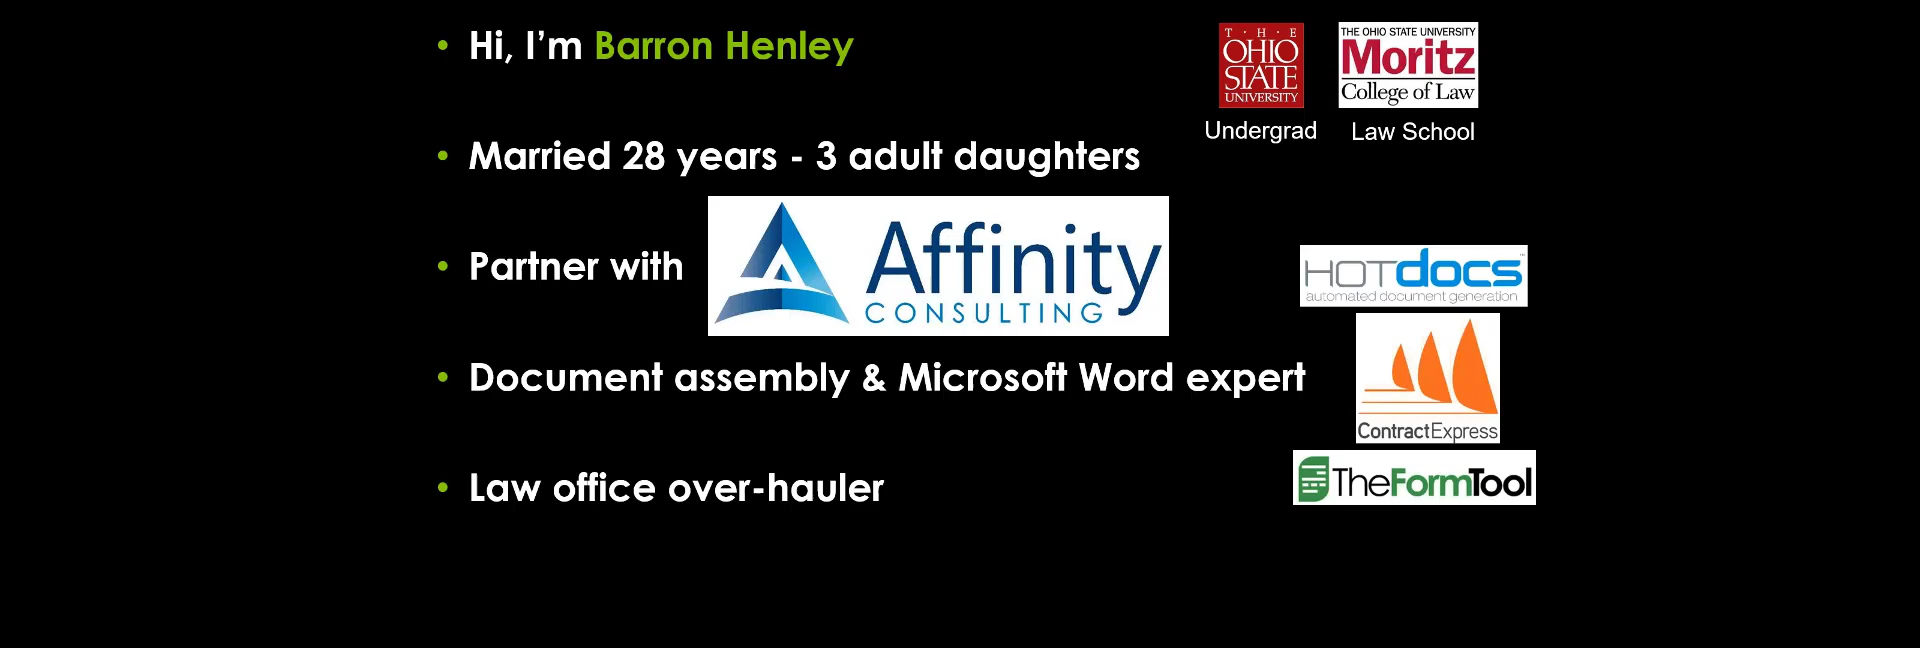 • Hi, I’m Barron Henley
T · H · E
OHIO
STATE
UNIVERSITY
Undergrad
THE OHIO STATE UNIVERSITY
Moritz
College of Law
Law School
• Married 28 years - 3 adult daughters
• Partner with
Affinity
CONSULTING
HOTdocs™
automated document generation
• Document assembly & Microsoft Word expert
ContractExpress
• Law office over-hauler
TheFormTool